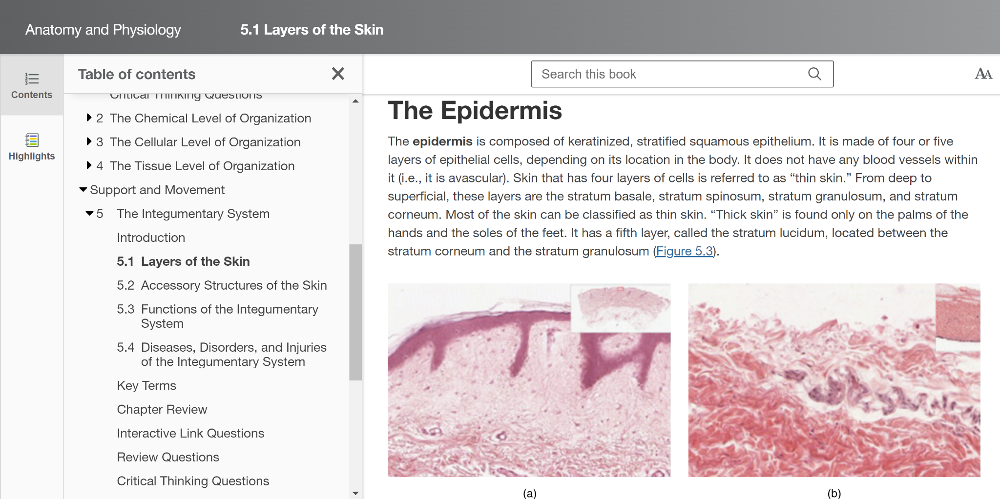 Anatomy and Physiology
5.1 Layers of the Skin
Contents
Highlights
Table of contents
Critical Thinking Questions
2 The Chemical Level of Organization
3 The Cellular Level of Organization
4 The Tissue Level of Organization
Support and Movement
5 The Integumentary System
Introduction
5.1 Layers of the Skin
5.2 Accessory Structures of the Skin
5.3 Functions of the Integumentary
System
5.4 Diseases, Disorders, and Injuries
of the Integumentary System
Key Terms
Chapter Review
Interactive Link Questions
Review Questions
Critical Thinking Questions
Search this book
AA
The Epidermis
The epidermis is composed of keratinized, stratified squamous epithelium. It is made of four or five
layers of epithelial cells, depending on its location in the body. It does not have any blood vessels within
it (i.e., it is avascular). Skin that has four layers of cells is referred to as “thin skin.” From deep to
superficial, these layers are the stratum basale, stratum spinosum, stratum granulosum, and stratum
corneum. Most of the skin can be classified as thin skin. “Thick skin” is found only on the palms of the
hands and the soles of the feet. It has a fifth layer, called the stratum lucidum, located between the
stratum corneum and the stratum granulosum (Figure 5.3).
(a)
(b)